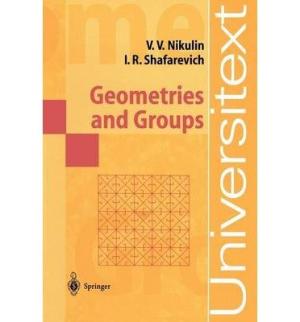 V. V. Nikulin
I. R. Shafarevich
Geometries
and Groups
Universitext
Springer